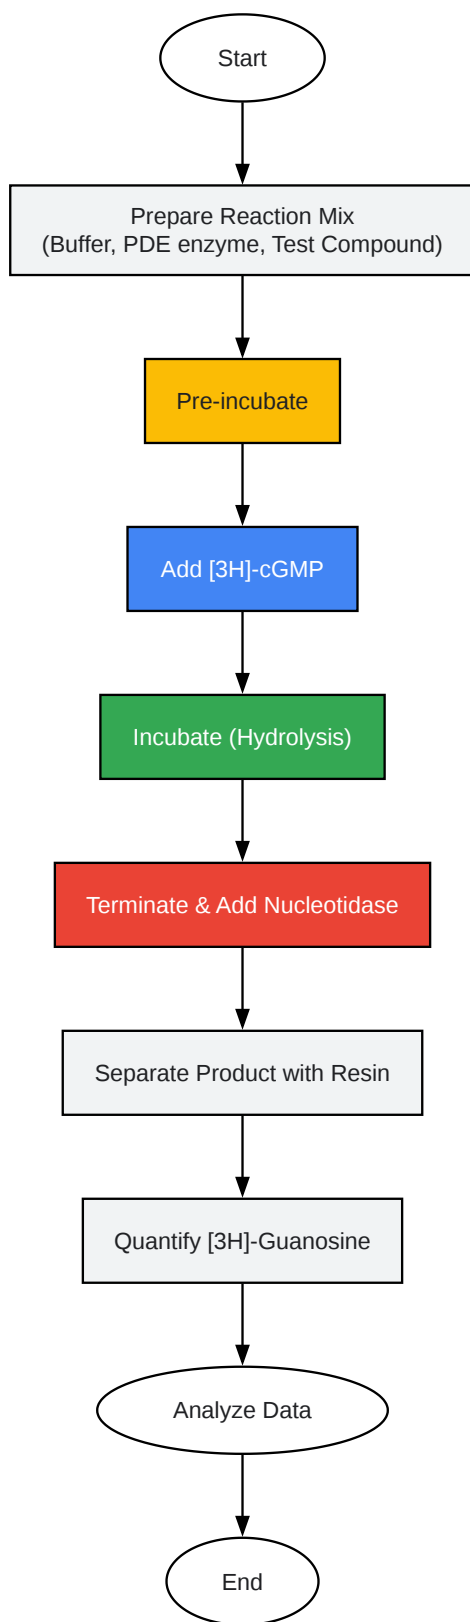 Start
Prepare Reaction Mix
(Buffer, PDE enzyme, Test Compound)
Pre-incubate
Add [3H]-cGMP
Incubate (Hydrolysis)
Terminate & Add Nucleotidase
Separate Product with Resin
Quantify [3H]-Guanosine
Analyze Data
End